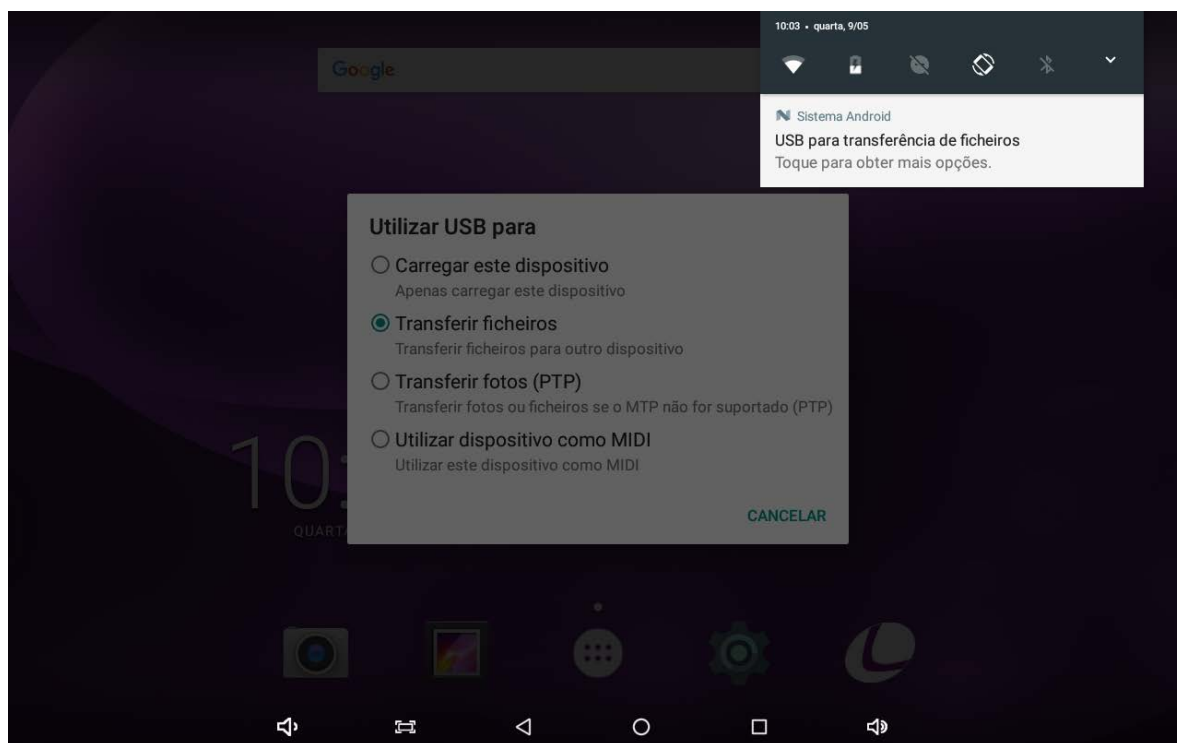 10:03 • quarta, 9/05
Google
Sistema Android
USB para transferência de ficheiros
Toque para obter mais opções.
Utilizar USB para
Carregar este dispositivo
Apenas carregar este dispositivo
Transferir ficheiros
Transferir ficheiros para outro dispositivo
Transferir fotos (PTP)
Transferir fotos ou ficheiros se o MTP não for suportado (PTP)
Utilizar dispositivo como MIDI
Utilizar este dispositivo como MIDI
CANCELAR
10:
QUARTA